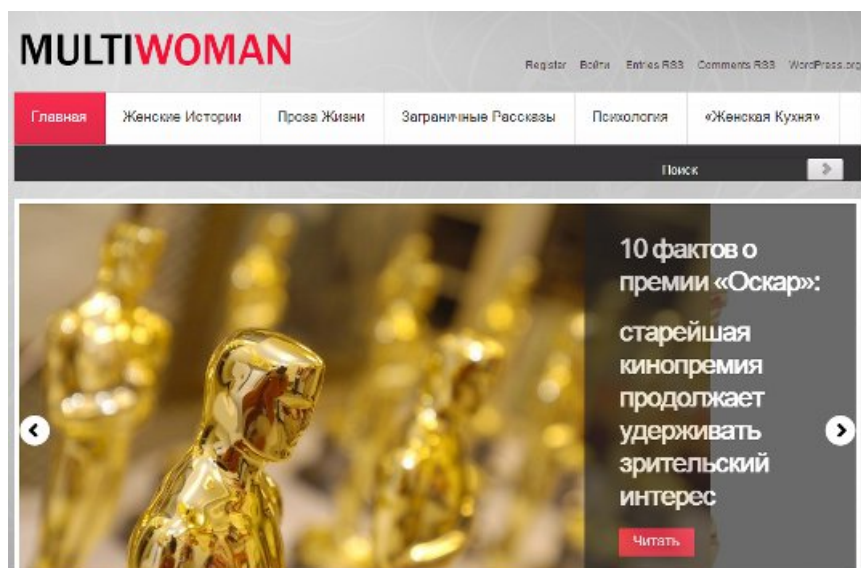 MULTIWOMAN
Register Войти Entries RSS Comments RSS WordPress.org
Главная Женские Истории Проза Жизни Заграничные Рассказы Психология «Женская Кухня»
Поиск
10 фактов о
премии «Оскар»:
старейшая
кинопремия
продолжает
удерживать
зрительский
интерес
Читать